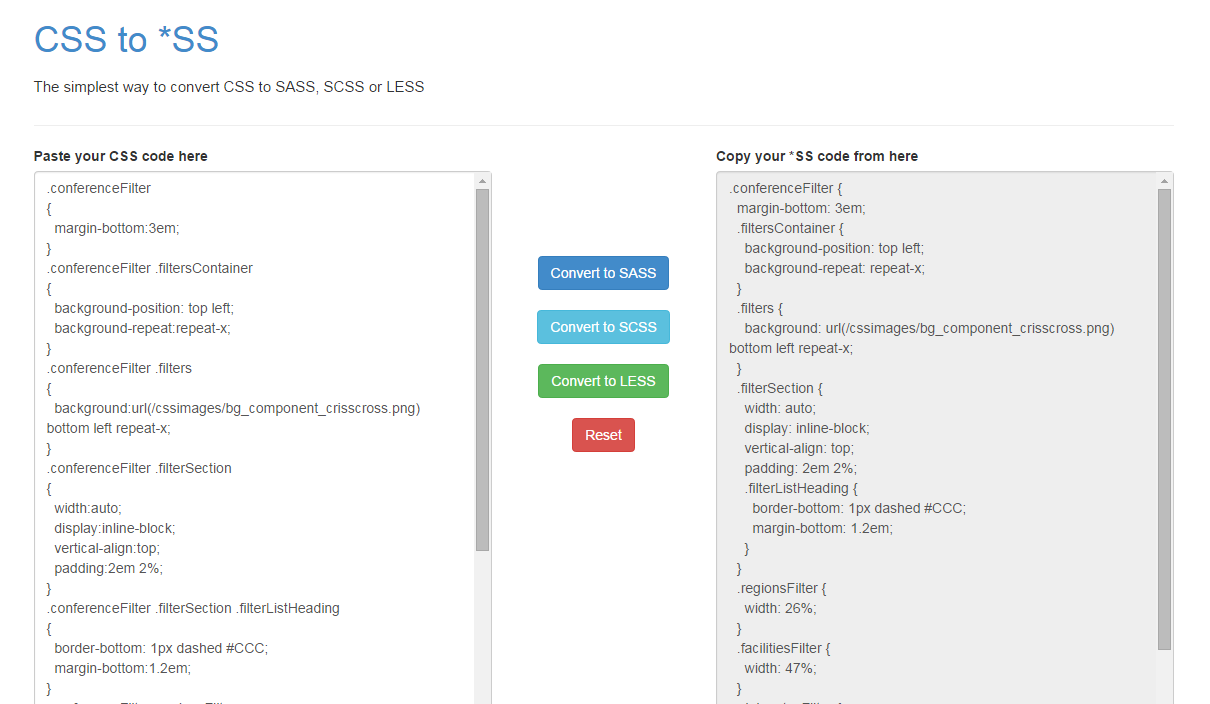 CSS to *SS
The simplest way to convert CSS to SASS, SCSS or LESS
Paste your CSS code here
.conferenceFilter
{
margin-bottom:3em;
}
.conferenceFilter .filtersContainer
{
background-position: top left;
background-repeat:repeat-x;
}
.conferenceFilter .filters
{
background:url(/cssimages/bg_component_crisscross.png)
bottom left repeat-x;
}
.conferenceFilter .filterSection
{
width:auto;
display:inline-block;
vertical-align:top;
padding:2em 2%;
}
.conferenceFilter .filterSection .filterListHeading
{
border-bottom: 1px dashed #CCC;
margin-bottom:1.2em;
}
Convert to SASS
Convert to SCSS
Convert to LESS
Reset
Copy your *SS code from here
.conferenceFilter {
margin-bottom: 3em;
.filtersContainer {
background-position: top left;
background-repeat: repeat-x;
}
.filters {
background: url(/cssimages/bg_component_crisscross.png)
bottom left repeat-x;
}
.filterSection {
width: auto;
display: inline-block;
vertical-align: top;
padding: 2em 2%;
.filterListHeading {
border-bottom: 1px dashed #CCC;
margin-bottom: 1.2em;
}
}
.regionsFilter {
width: 26%;
}
.facilitiesFilter {
width: 47%;
}